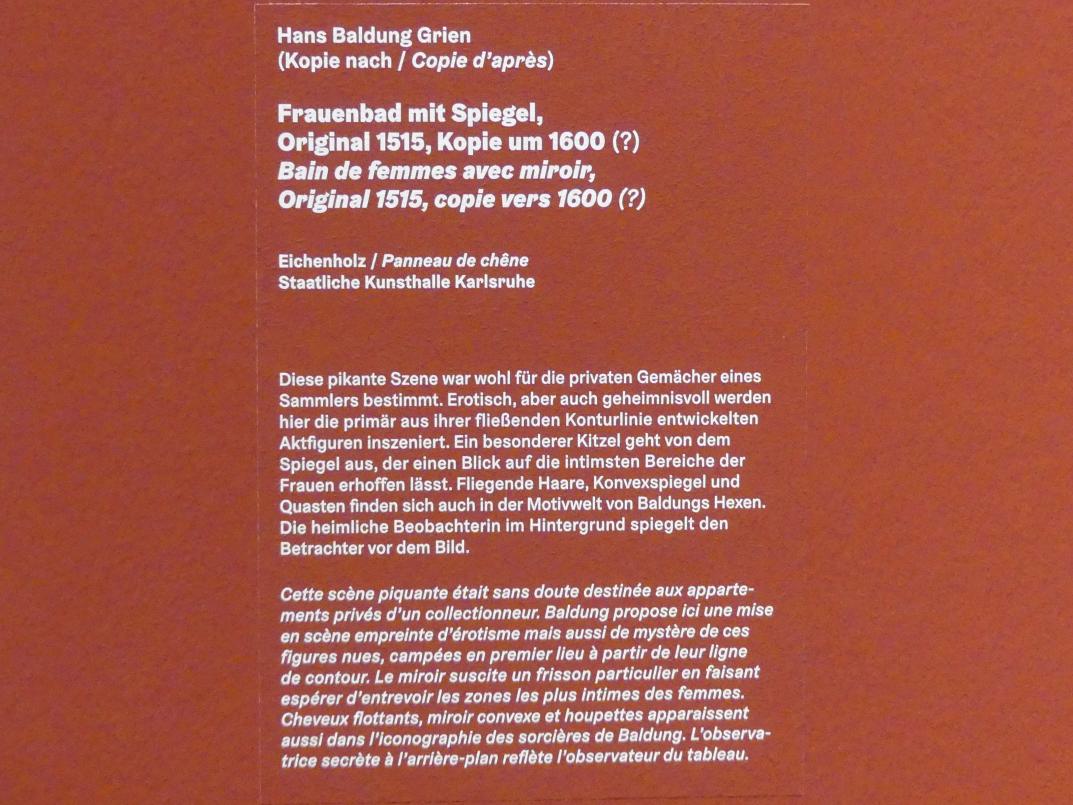 Hans Baldung Grien
(Kopie nach / Copie d'après)
Frauenbad mit Spiegel,
Original 1515, Kopie um 1600 (?)
Bain de femmes avec miroir,
Original 1515, copie vers 1600 (?)
Eichenholz / Panneau de chêne
Staatliche Kunsthalle Karlsruhe
Diese pikante Szene war wohl für die privaten Gemächer eines
Sammlers bestimmt. Erotisch, aber auch geheimnisvoll werden
hier die primär aus ihrer fließenden Konturlinie entwickelten
Aktfiguren inszeniert. Ein besonderer Kitzel geht von dem
Spiegel aus, der einen Blick auf die intimsten Bereiche der
Frauen erhoffen lässt. Fliegende Haare, Konvexspiegel und
Quasten finden sich auch in der Motivwelt von Baldungs Hexen.
Die heimliche Beobachterin im Hintergrund spiegelt den
Betrachter vor dem Bild.
Cette scène piquante était sans doute destinée aux apparte-
ments privés d'un collectionneur. Baldung propose ici une mise
en scène empreinte d'érotisme mais aussi de mystère de ces
figures nues, campées en premier lieu à partir de leur ligne
de contour. Le miroir suscite un frisson particulier en faisant
espérer d'entrevoir les zones les plus intimes des femmes.
Cheveux flottants, miroir convexe et houpettes apparaissent
aussi dans l'iconographie des sorcières de Baldung. L'observa-
trice secrète à l'arrière-plan reflète l'observateur du tableau.